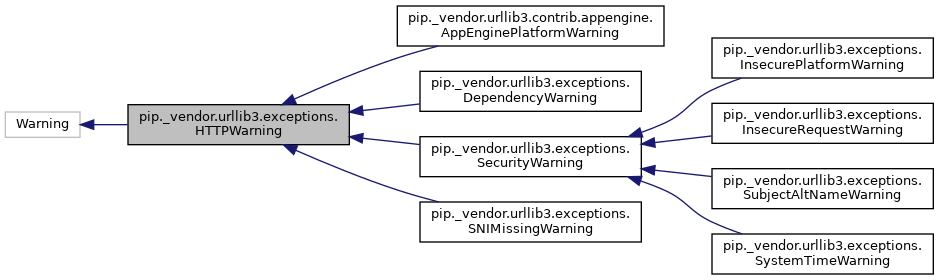 Warning
pip._vendor.urllib3.exceptions.
HTTPWarning
pip._vendor.urllib3.contrib.appengine.
AppEnginePlatformWarning
pip._vendor.urllib3.exceptions.
DependencyWarning
pip._vendor.urllib3.exceptions.
SecurityWarning
pip._vendor.urllib3.exceptions.
SNIMissingWarning
pip._vendor.urllib3.exceptions.
InsecurePlatformWarning
pip._vendor.urllib3.exceptions.
InsecureRequestWarning
pip._vendor.urllib3.exceptions.
SubjectAltNameWarning
pip._vendor.urllib3.exceptions.
SystemTimeWarning